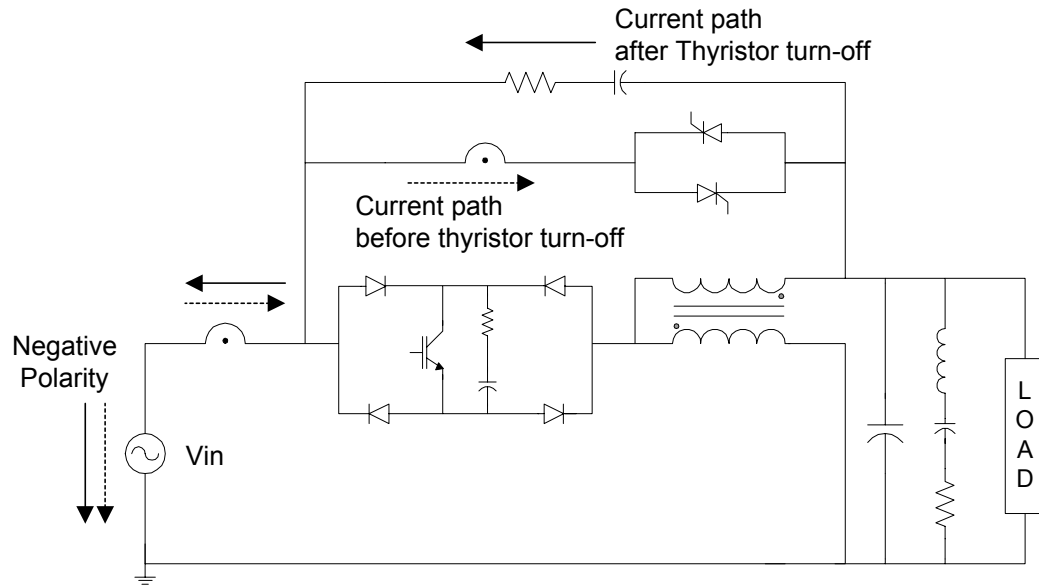 Current path
after Thyristor turn-off
Current path
before thyristor turn-off
Negative
Polarity
Vin
L
O
A
D